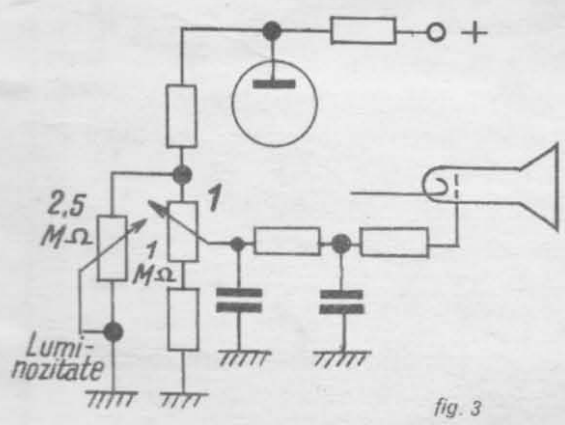 +
2,5
MΩ
1
1
MΩ
Lumi-
nozitate
fig. 3